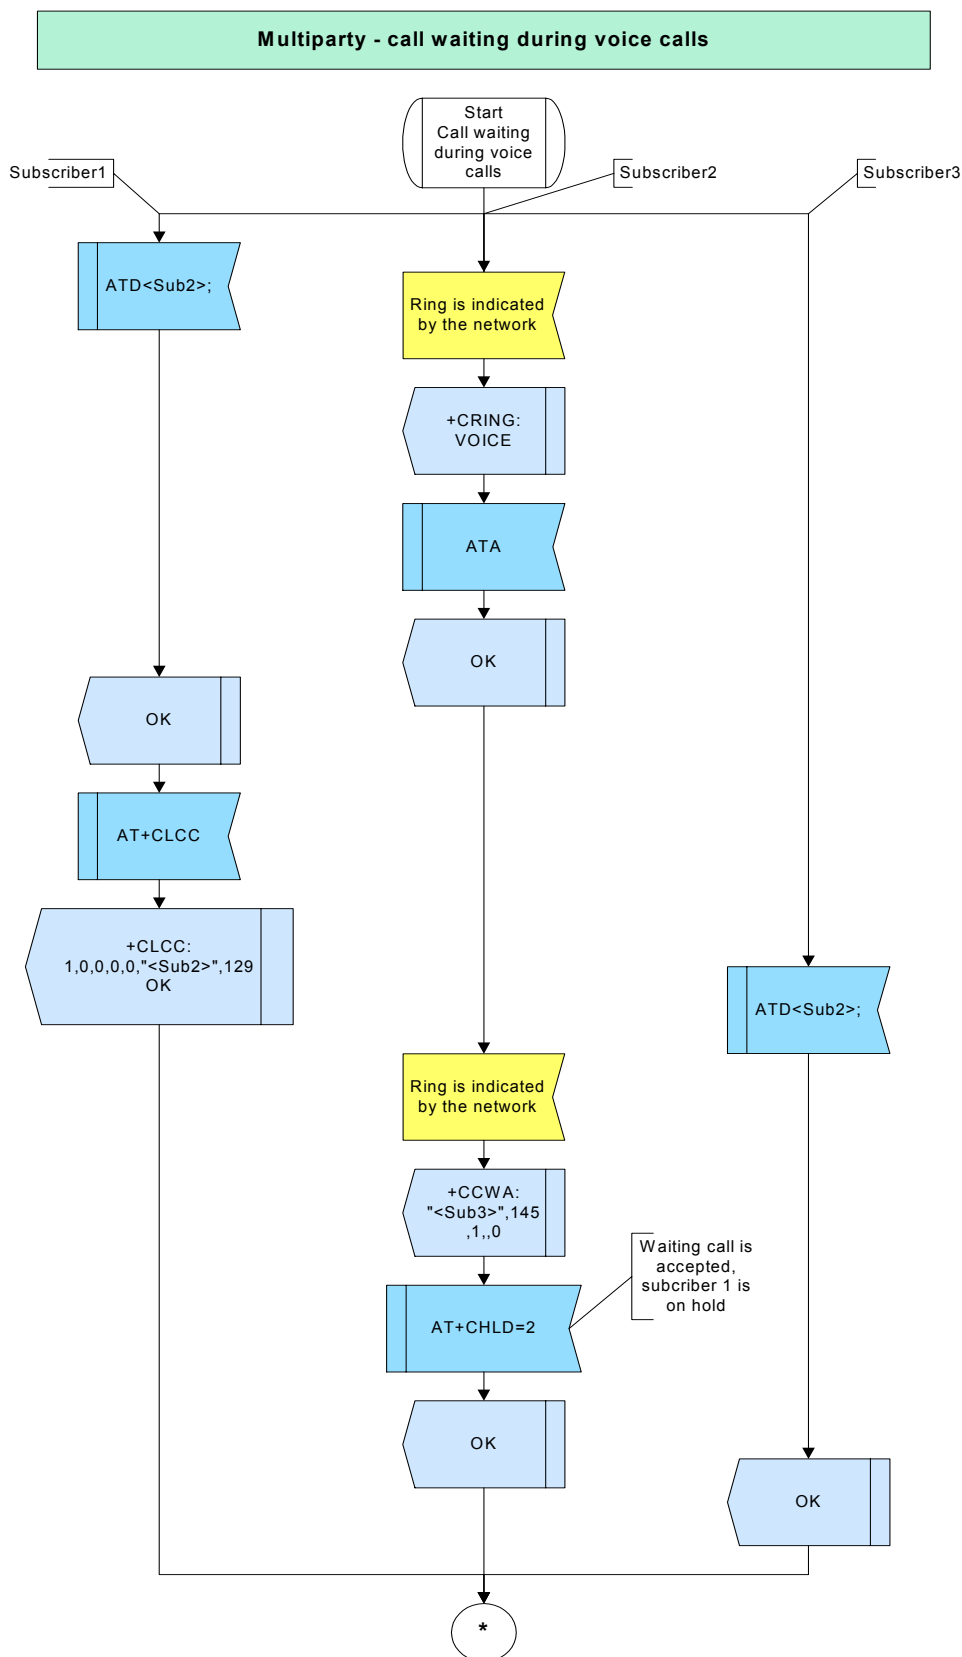 Multiparty - call waiting during voice calls
Start
Call waiting
during voice
calls
Subscriber1
Subscriber2
Subscriber3
ATD<Sub2>;
Ring is indicated
by the network
+CRING:
VOICE
ATA
OK
OK
AT+CLCC
+CLCC:
1,0,0,0,0,"<Sub2>",129
OK
ATD<Sub2>;
Ring is indicated
by the network
+CCWA:
"<Sub3>",145
,1,,0
Waiting call is
accepted,
subcriber 1 is
on hold
AT+CHLD=2
OK
OK
*